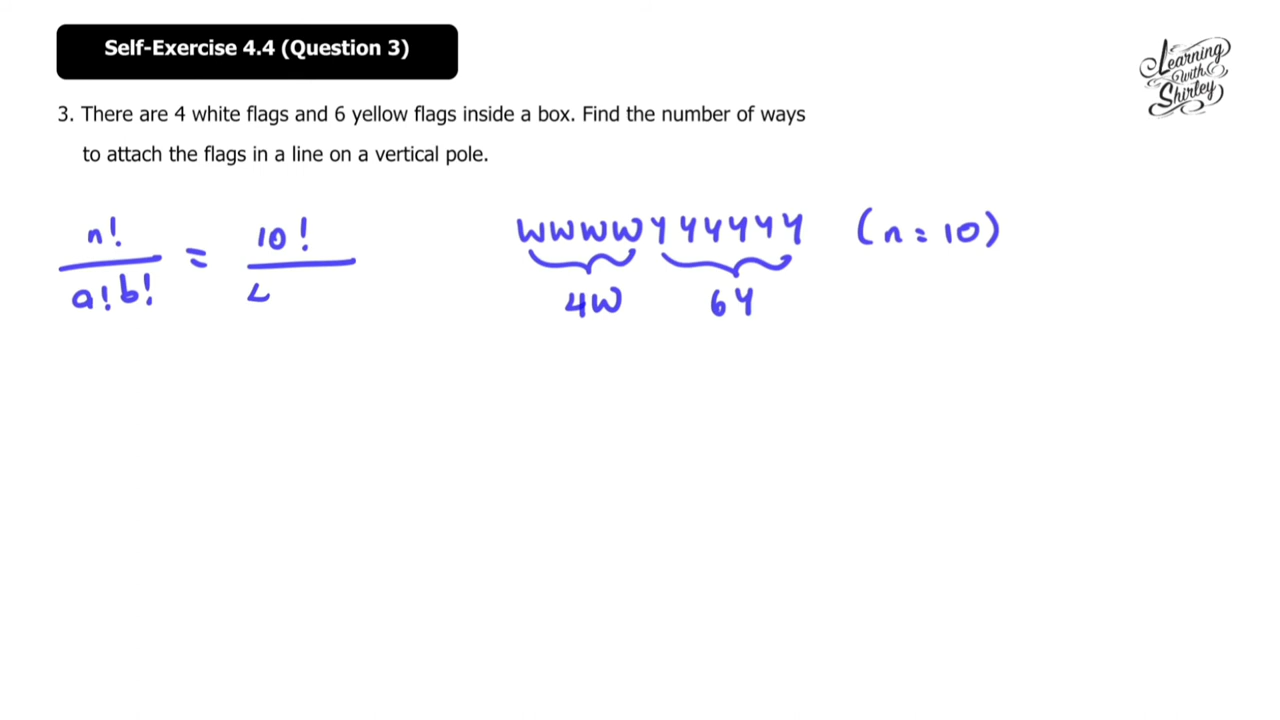 Self-Exercise 4.4 (Question 3)
Learning
with
Shirley
3. There are 4 white flags and 6 yellow flags inside a box. Find the number of ways
to attach the flags in a line on a vertical pole.
n! / a!b! = 10! /
WWWWYYYYYY (n = 10)
4W 6Y